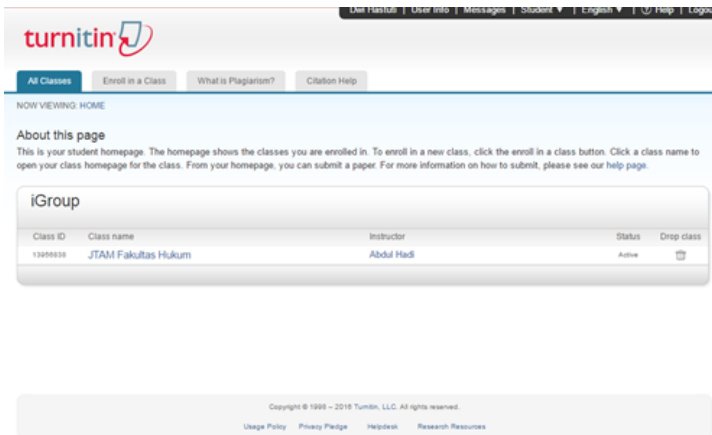 Dwi Hastuti | User Info | Messages | Student ▼ | English ▼ | ? Help | Logout
turnitin
All Classes Enroll in a Class What is Plagiarism? Citation Help
NOW VIEWING: HOME
About this page
This is your student homepage. The homepage shows the classes you are enrolled in. To enroll in a new class, click the enroll in a class button. Click a class name to
open your class homepage for the class. From your homepage, you can submit a paper. For more information on how to submit, please see our help page.
iGroup
Class ID Class name Instructor Status Drop class
13956838 JTAM Fakultas Hukum Abdul Hadi Active
Copyright © 1998 – 2016 Turnitin, LLC. All rights reserved.
Usage Policy Privacy Pledge Helpdesk Research Resources